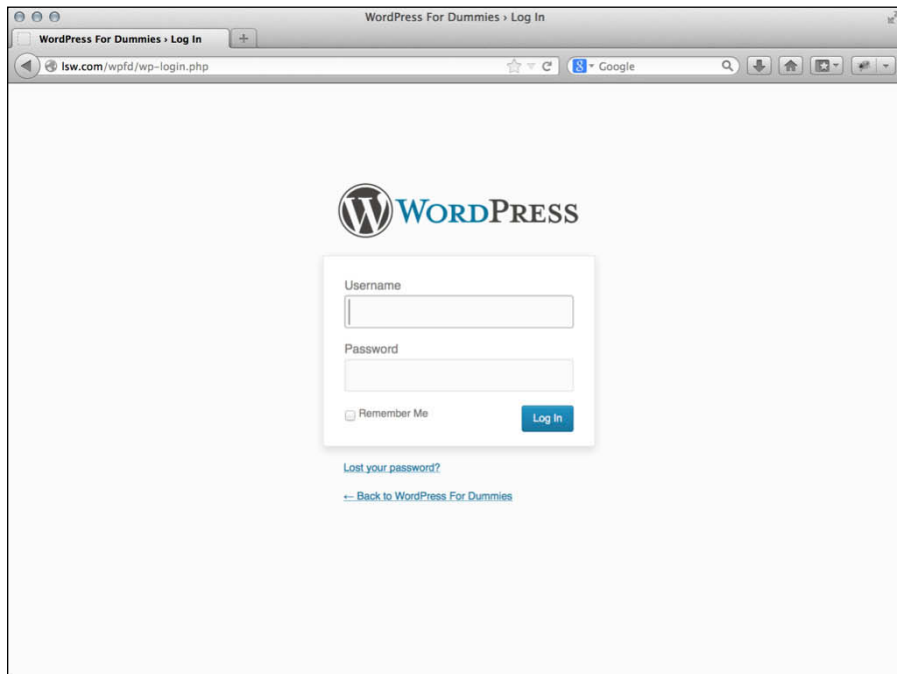 WordPress For Dummies › Log In
WordPress For Dummies › Log In
lsw.com/wpfd/wp-login.php
Google
WORDPRESS
Username
Password
Remember Me
Log In
Lost your password?
← Back to WordPress For Dummies